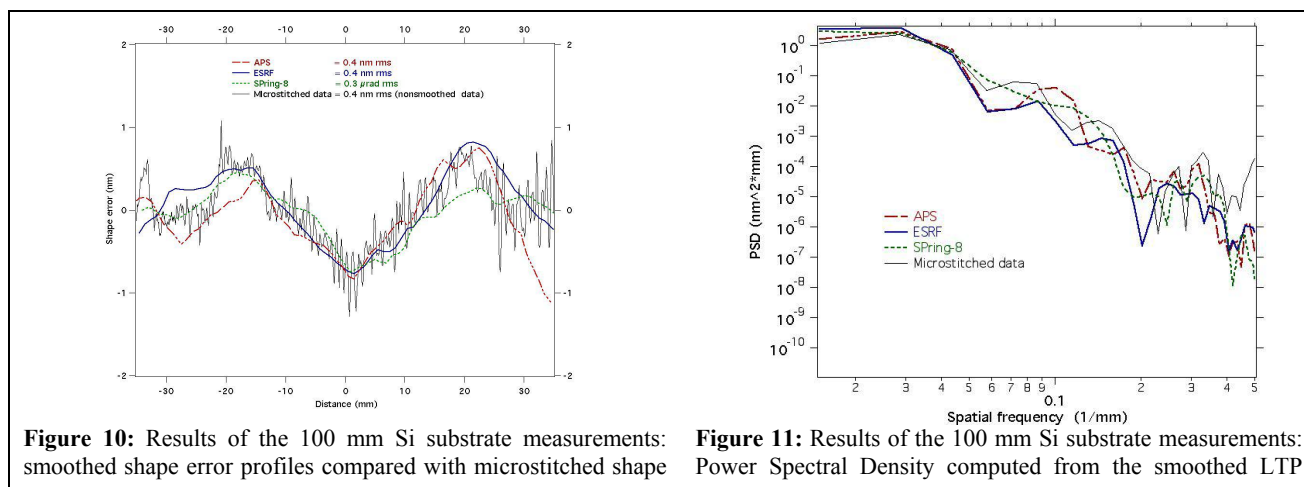 -30 -20 -10 0 10 20 30
2 2
APS = 0.4 nm rms
ESRF = 0.4 nm rms
SPring-8 = 0.3 µrad rms
Microstitched data = 0.4 nm rms (nonsmoothed data)
1 1
Shape error (nm)
0 0
-1 -1
-2 -2
-30 -20 -10 0 10 20 30
Distance (mm)
Figure 10: Results of the 100 mm Si substrate measurements:
smoothed shape error profiles compared with microstitched shape
10^0
10^-1
10^-2
10^-3
10^-4
10^-5
10^-6
10^-7
10^-8
10^-9
10^-10
PSD (nm^2*mm)
APS
ESRF
SPring-8
Microstitched data
2 3 4 5 6 7 8 9 2 3 4 5
0.1
Spatial frequency (1/mm)
Figure 11: Results of the 100 mm Si substrate measurements:
Power Spectral Density computed from the smoothed LTP